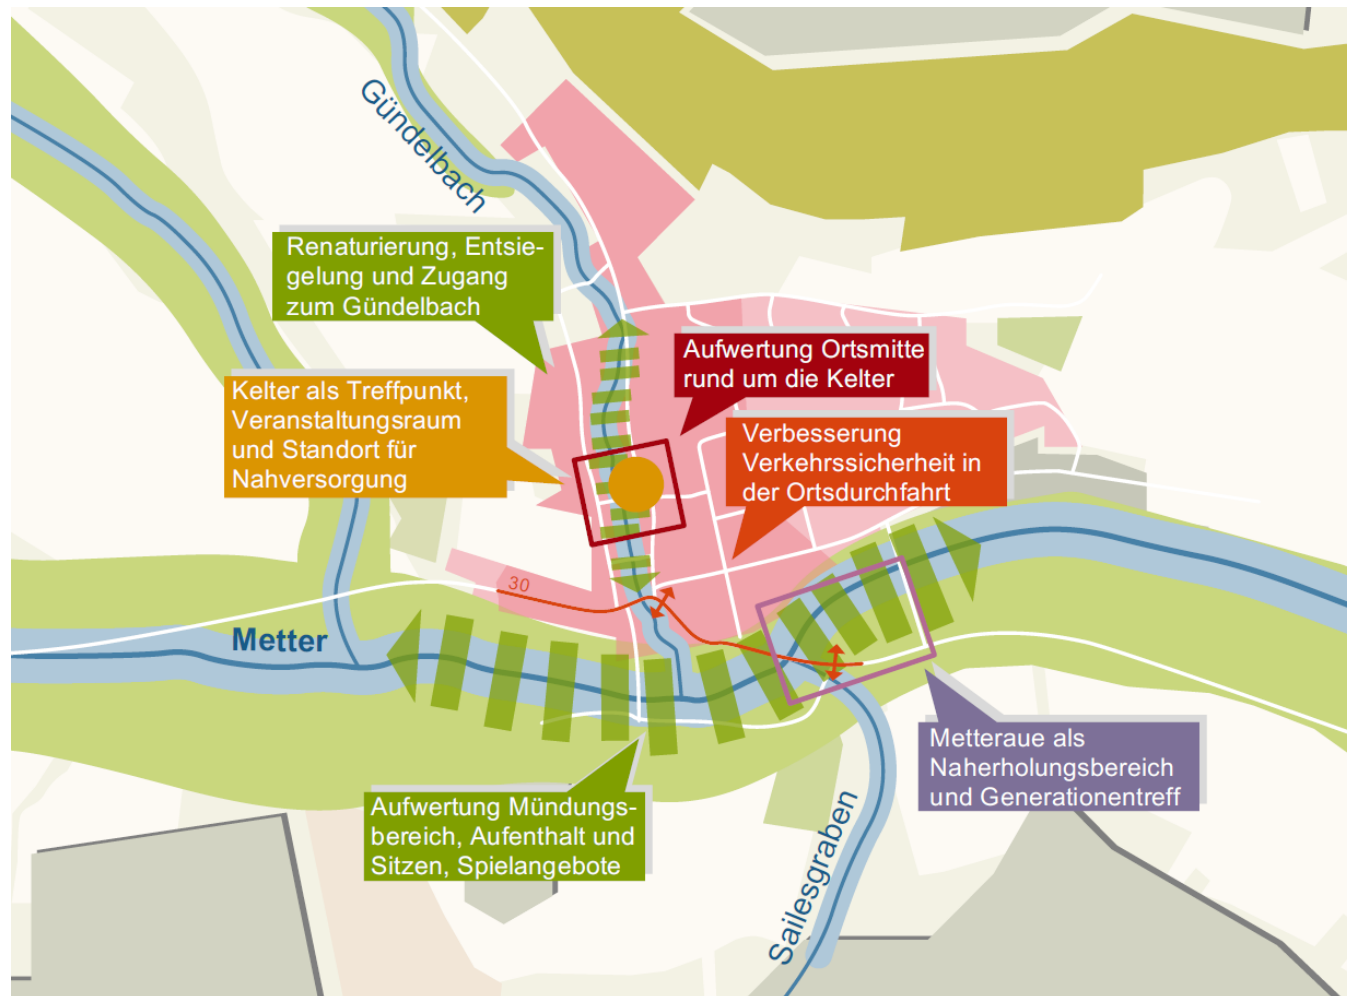 Gündelbach
Renaturierung, Entsie-
gelung und Zugang
zum Gündelbach
Aufwertung Ortsmitte
rund um die Kelter
Kelter als Treffpunkt,
Veranstaltungsraum
und Standort für
Nahversorgung
Verbesserung
Verkehrssicherheit in
der Ortsdurchfahrt
30
Metter
Metteraue als
Naherholungsbereich
und Generationentreff
Aufwertung Mündungs-
bereich, Aufenthalt und
Sitzen, Spielangebote
Sailesgraben